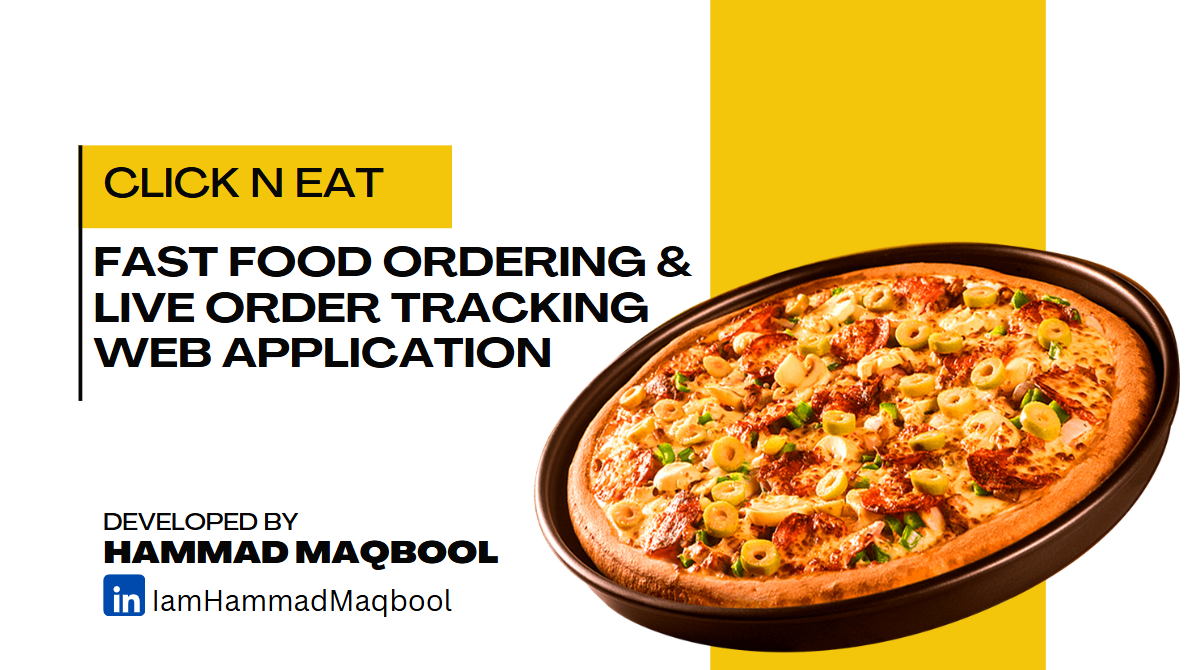 CLICK N EAT
FAST FOOD ORDERING &
LIVE ORDER TRACKING
WEB APPLICATION
DEVELOPED BY
HAMMAD MAQBOOL
in IamHammadMaqbool